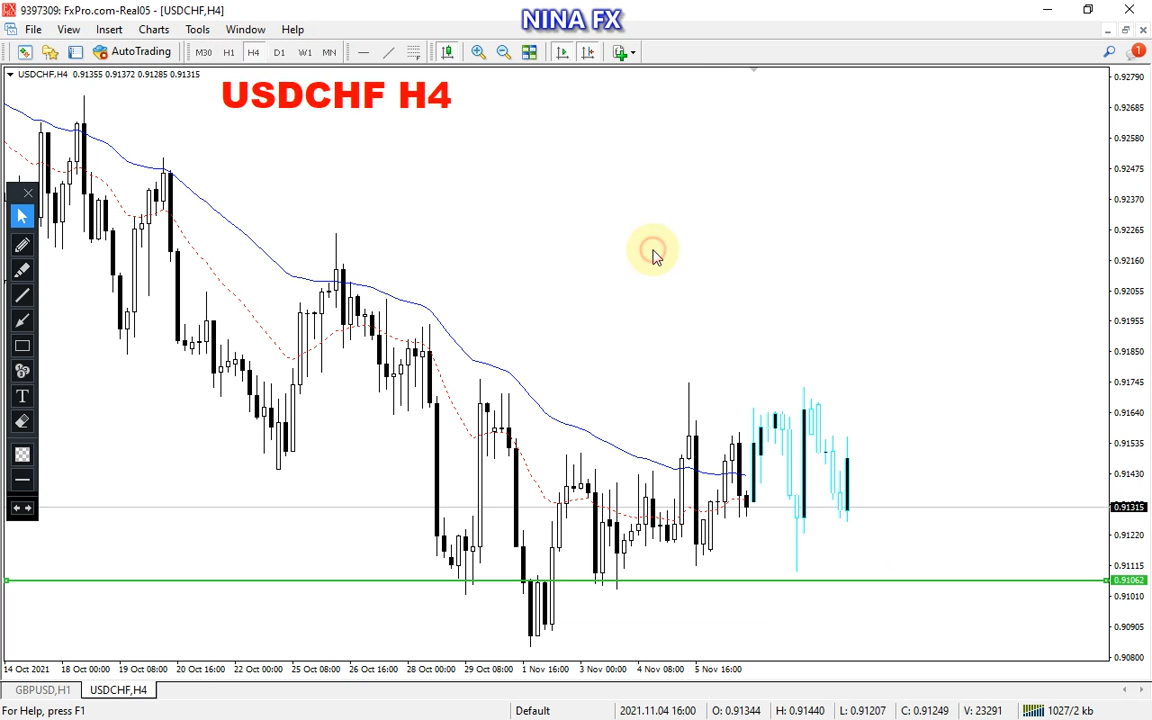 9397309: FxPro.com-Real05 - [USDCHF,H4]
NINA FX
File View Insert Charts Tools Window Help
AutoTrading M30 H1 H4 D1 W1 MN
1
USDCHF,H4 0.91355 0.91372 0.91285 0.91315
USDCHF H4
0.92790
0.92685
0.92580
0.92475
0.92370
0.92265
0.92160
0.92055
0.91955
0.91850
0.91745
0.91640
0.91535
0.91430
0.91315
0.91220
0.91115
0.91062
0.91010
0.90905
0.90800
T
14 Oct 2021 18 Oct 00:00 19 Oct 08:00 20 Oct 16:00 22 Oct 00:00 25 Oct 08:00 26 Oct 16:00 28 Oct 00:00 29 Oct 08:00 1 Nov 16:00 3 Nov 00:00 4 Nov 08:00 5 Nov 16:00
GBPUSD,H1 USDCHF,H4
For Help, press F1 Default 2021.11.04 16:00 O: 0.91344 H: 0.91440 L: 0.91207 C: 0.91249 V: 23291 1027/2 kb